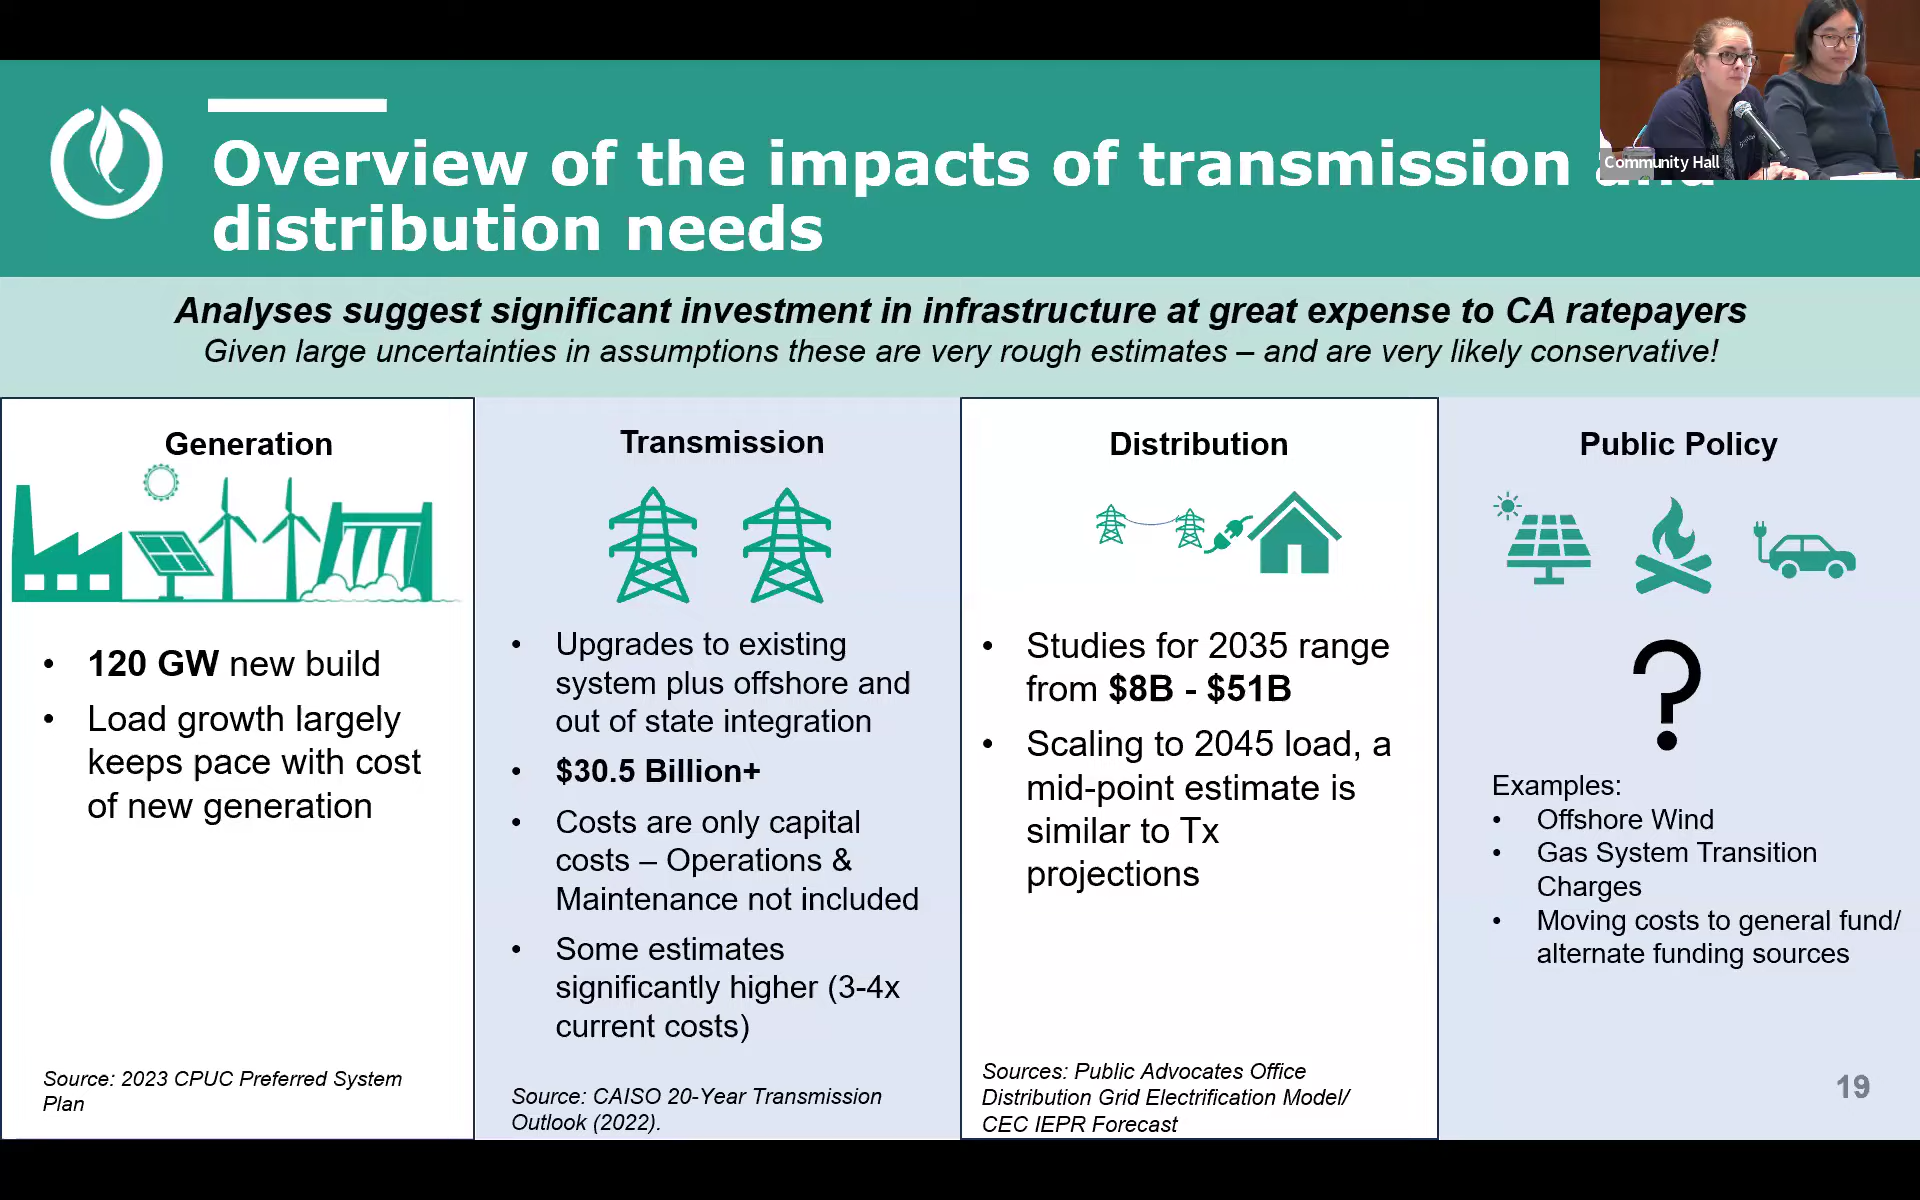 Community Hall
Overview of the impacts of transmission and
distribution needs
Analyses suggest significant investment in infrastructure at great expense to CA ratepayers
Given large uncertainties in assumptions these are very rough estimates – and are very likely conservative!
Generation
• 120 GW new build
• Load growth largely
keeps pace with cost
of new generation
Source: 2023 CPUC Preferred System
Plan
Transmission
• Upgrades to existing
system plus offshore and
out of state integration
• $30.5 Billion+
• Costs are only capital
costs – Operations &
Maintenance not included
• Some estimates
significantly higher (3-4x
current costs)
Source: CAISO 20-Year Transmission
Outlook (2022).
Distribution
• Studies for 2035 range
from $8B - $51B
• Scaling to 2045 load, a
mid-point estimate is
similar to Tx
projections
Sources: Public Advocates Office
Distribution Grid Electrification Model/
CEC IEPR Forecast
Public Policy
?
Examples:
• Offshore Wind
• Gas System Transition
Charges
• Moving costs to general fund/
alternate funding sources
19